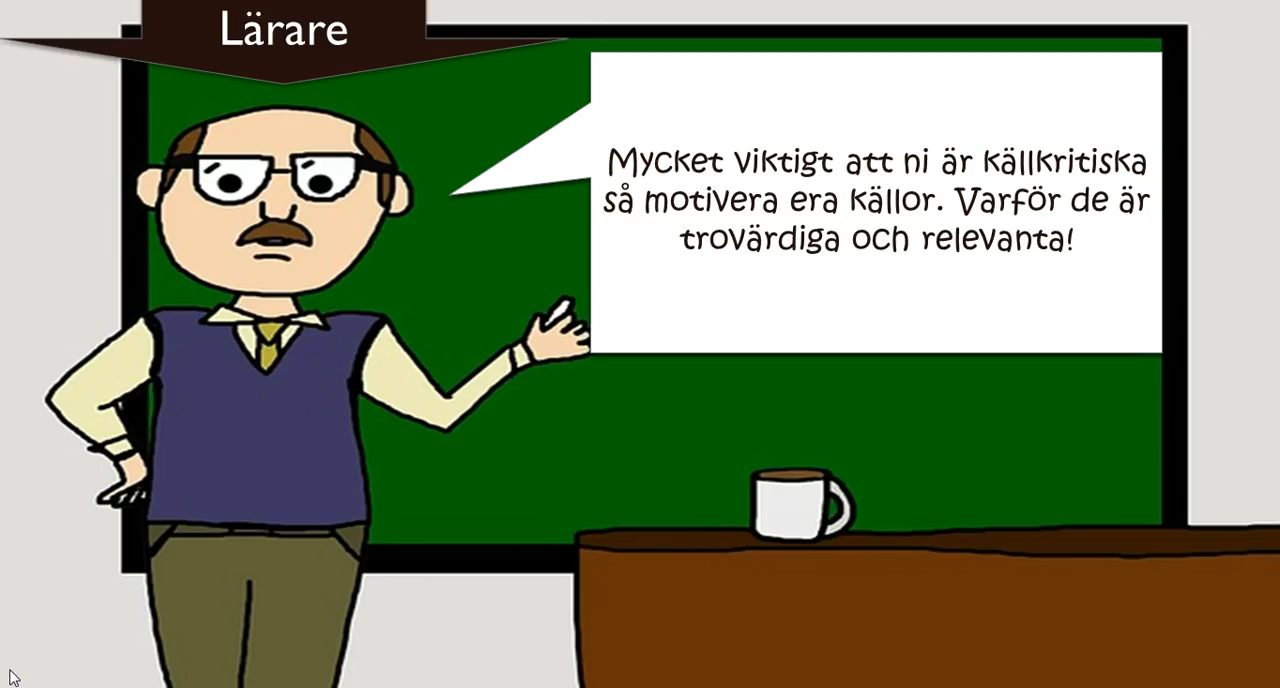 Lärare
Mycket viktigt att ni är källkritiska
så motivera era källor. Varför de är
trovärdiga och relevanta!